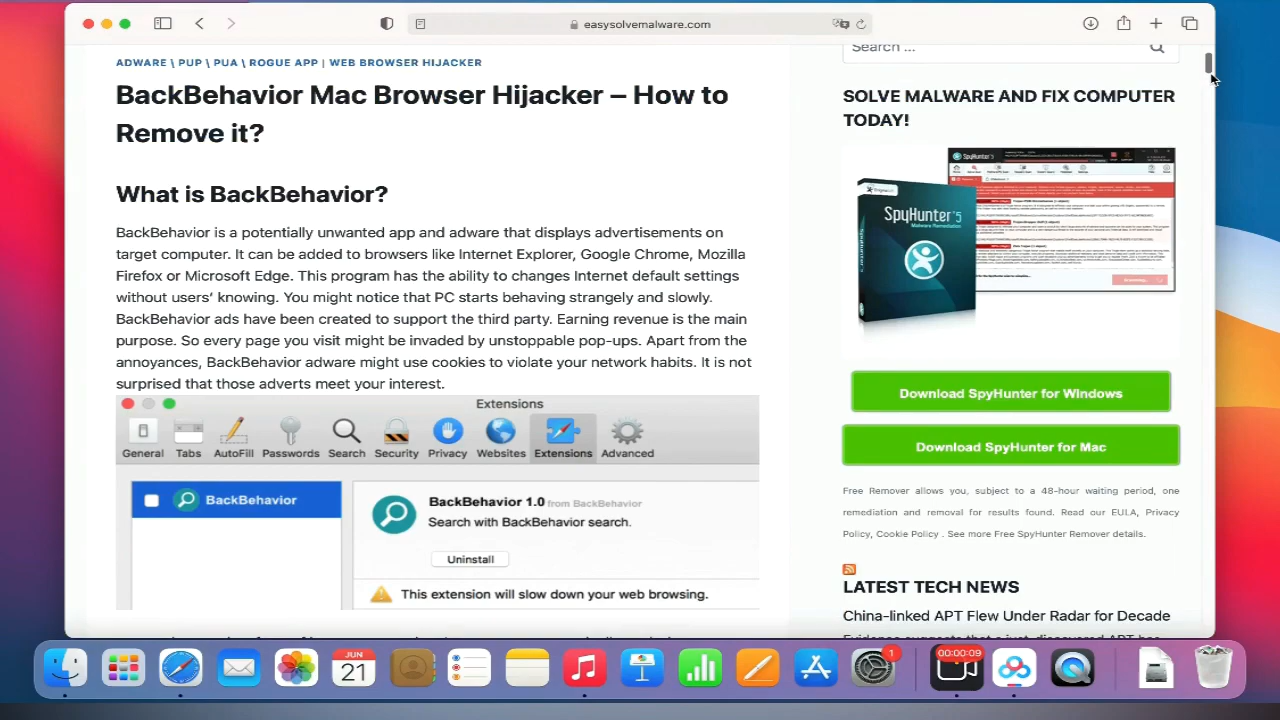 easysolvemalware.com
ADWARE \ PUP \ PUA \ ROGUE APP | WEB BROWSER HIJACKER
BackBehavior Mac Browser Hijacker – How to
Remove it?
What is BackBehavior?
BackBehavior is a potential unwanted app and adware that displays advertisements on
target computer. It can be added to Internet Explorer, Google Chrome, Mozilla
Firefox or Microsoft Edge. This program has the ablity to changes Internet default settings
without users’ knowing. You might notice that PC starts behaving strangely and slowly.
BackBehavior ads have been created to support the third party. Earning revenue is the main
purpose. So every page you visit might be invaded by unstoppable pop-ups. Apart from the
annoyances, BackBehavior adware might use cookies to violate your network habits. It is not
surprised that those adverts meet your interest.
Extensions
General Tabs AutoFill Passwords Search Security Privacy Websites Extensions Advanced
BackBehavior
BackBehavior 1.0 from BackBehavior
Search with BackBehavior search.
Uninstall
This extension will slow down your web browsing.
Search ...
SOLVE MALWARE AND FIX COMPUTER
TODAY!
SpyHunter 5
Malware Remediation
Download SpyHunter for Windows
Download SpyHunter for Mac
Free Remover allows you, subject to a 48-hour waiting period, one
remediation and removal for results found. Read our EULA, Privacy
Policy, Cookie Policy . See more Free SpyHunter Remover details.
LATEST TECH NEWS
China-linked APT Flew Under Radar for Decade
JUN
21
1
00:00:09